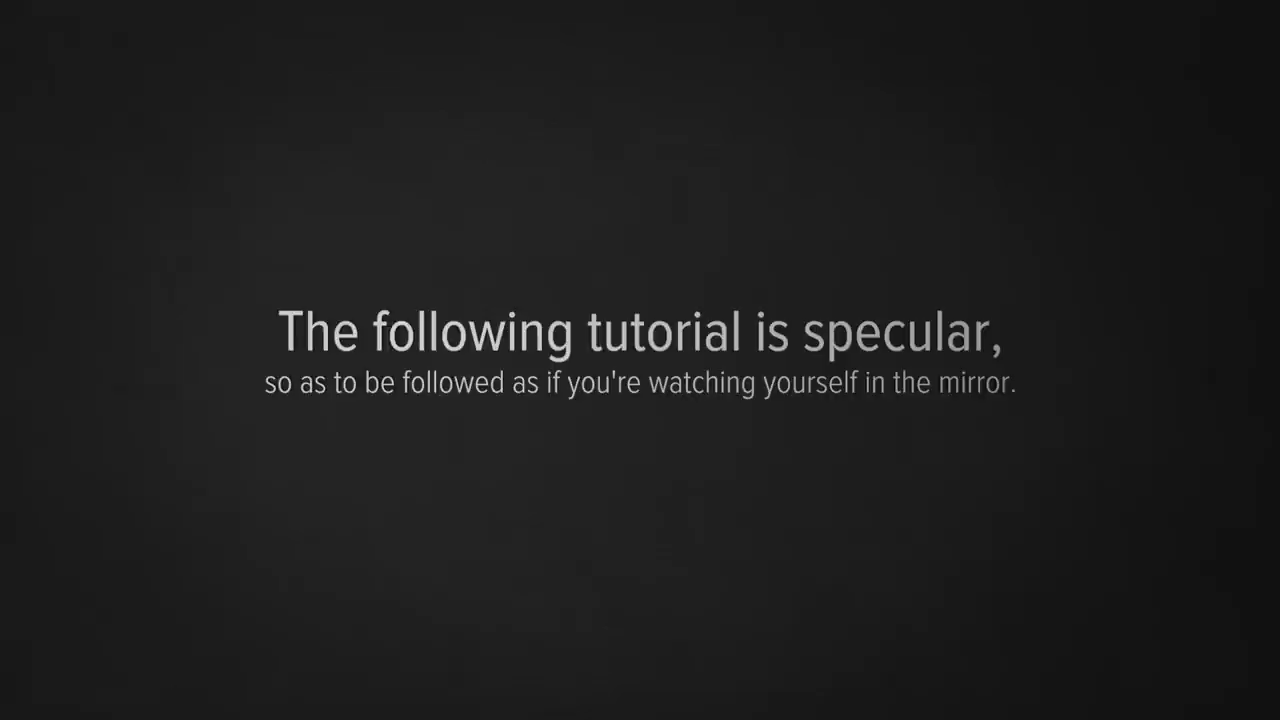 The following tutorial is specular,
so as to be followed as if you're watching yourself in the mirror.